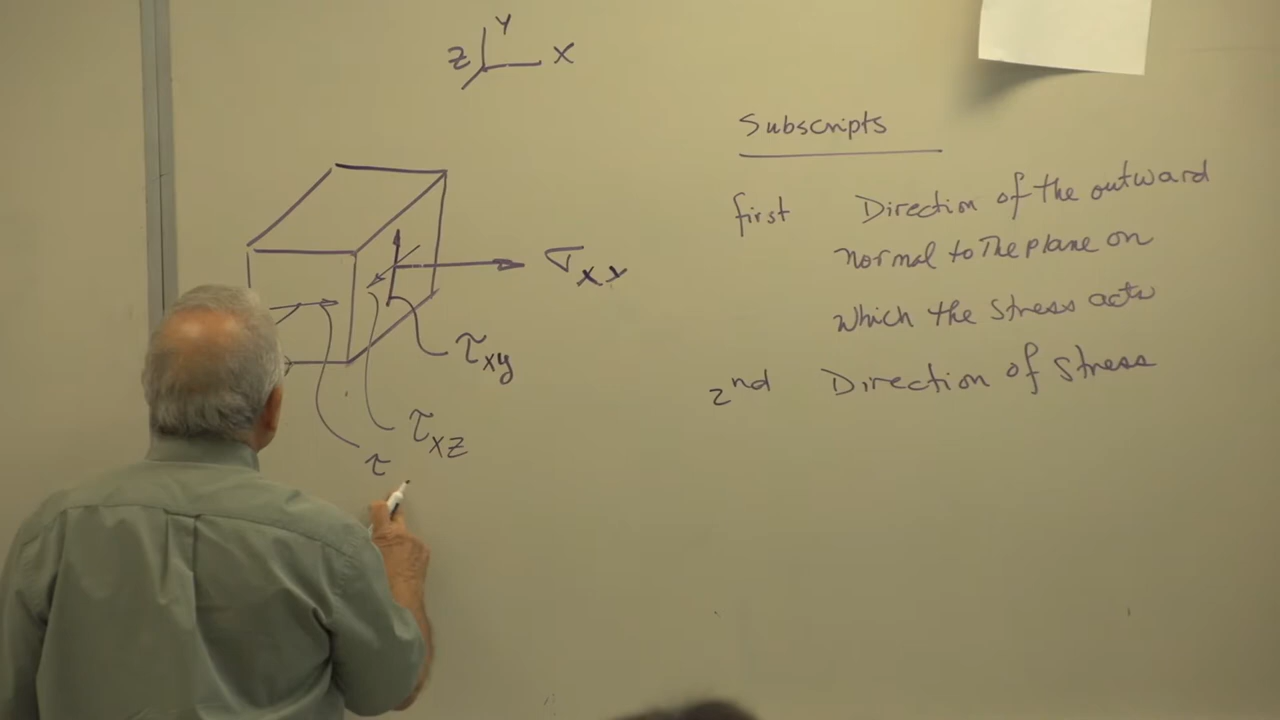 Y
Z X
Subscripts
first Direction of the outward
normal to the plane on
which the stress acts
2nd Direction of stress
σxx
τxy
τxz
τ